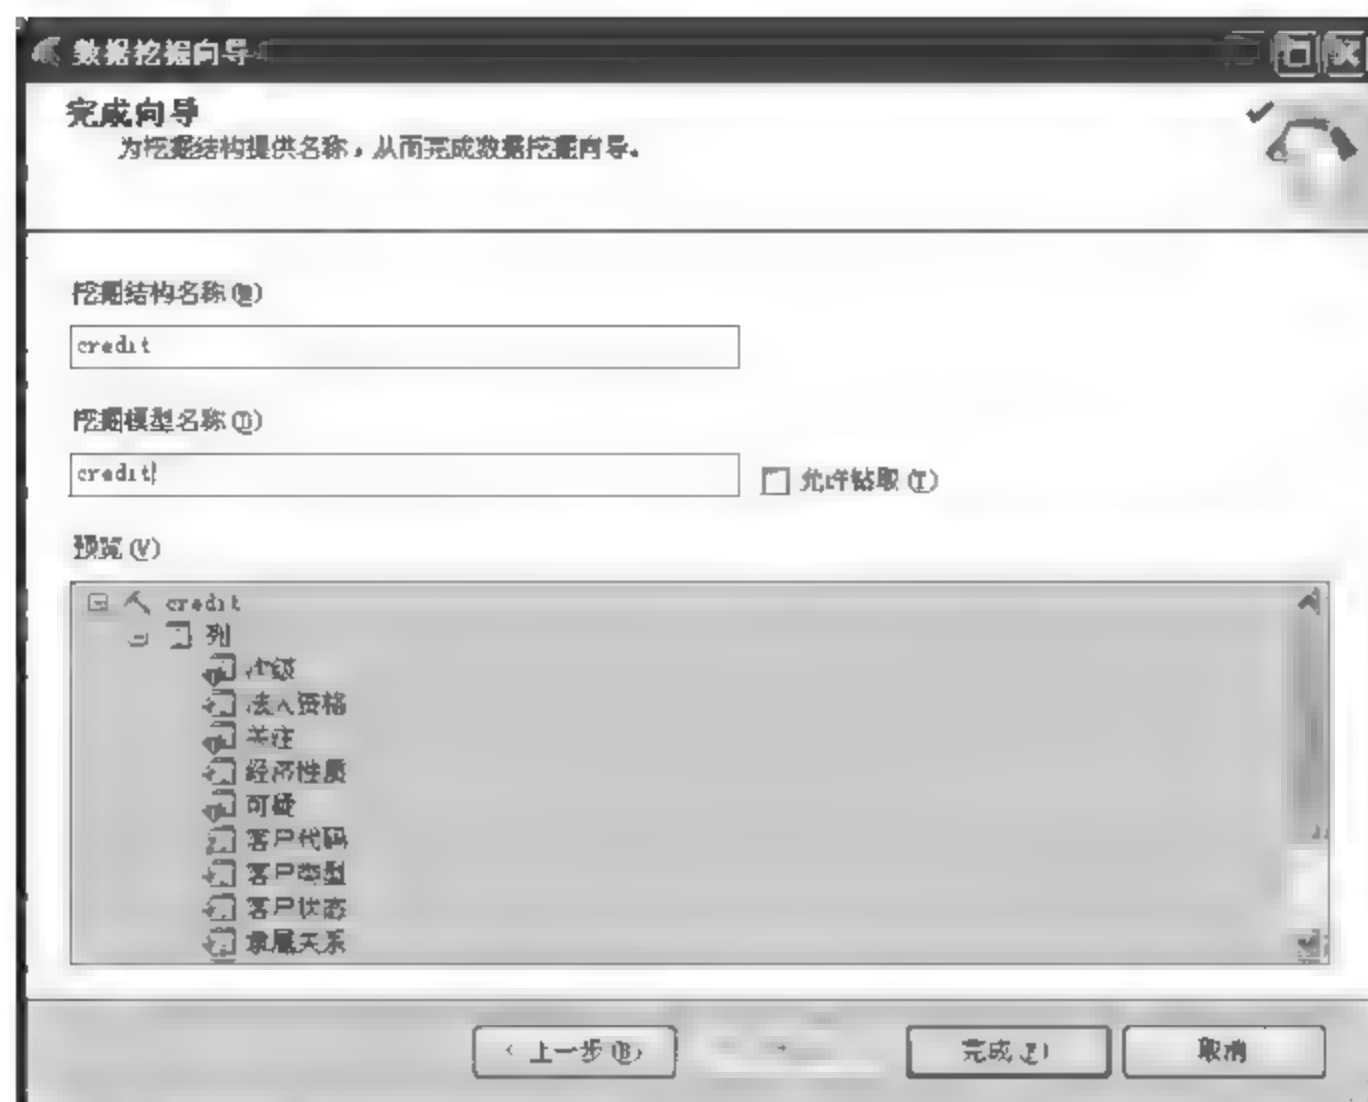 数据挖掘向导
完成向导
为挖掘结构提供名称，从而完成数据挖掘向导。
挖掘结构名称(M)
credit
挖掘模型名称(D)
credit
允许钻取(T)
预览(V)
credit
列
次级
法人资格
关注
经济性质
可疑
客户代码
客户类型
客户状态
隶属关系
< 上一步(B)
完成(F)
取消